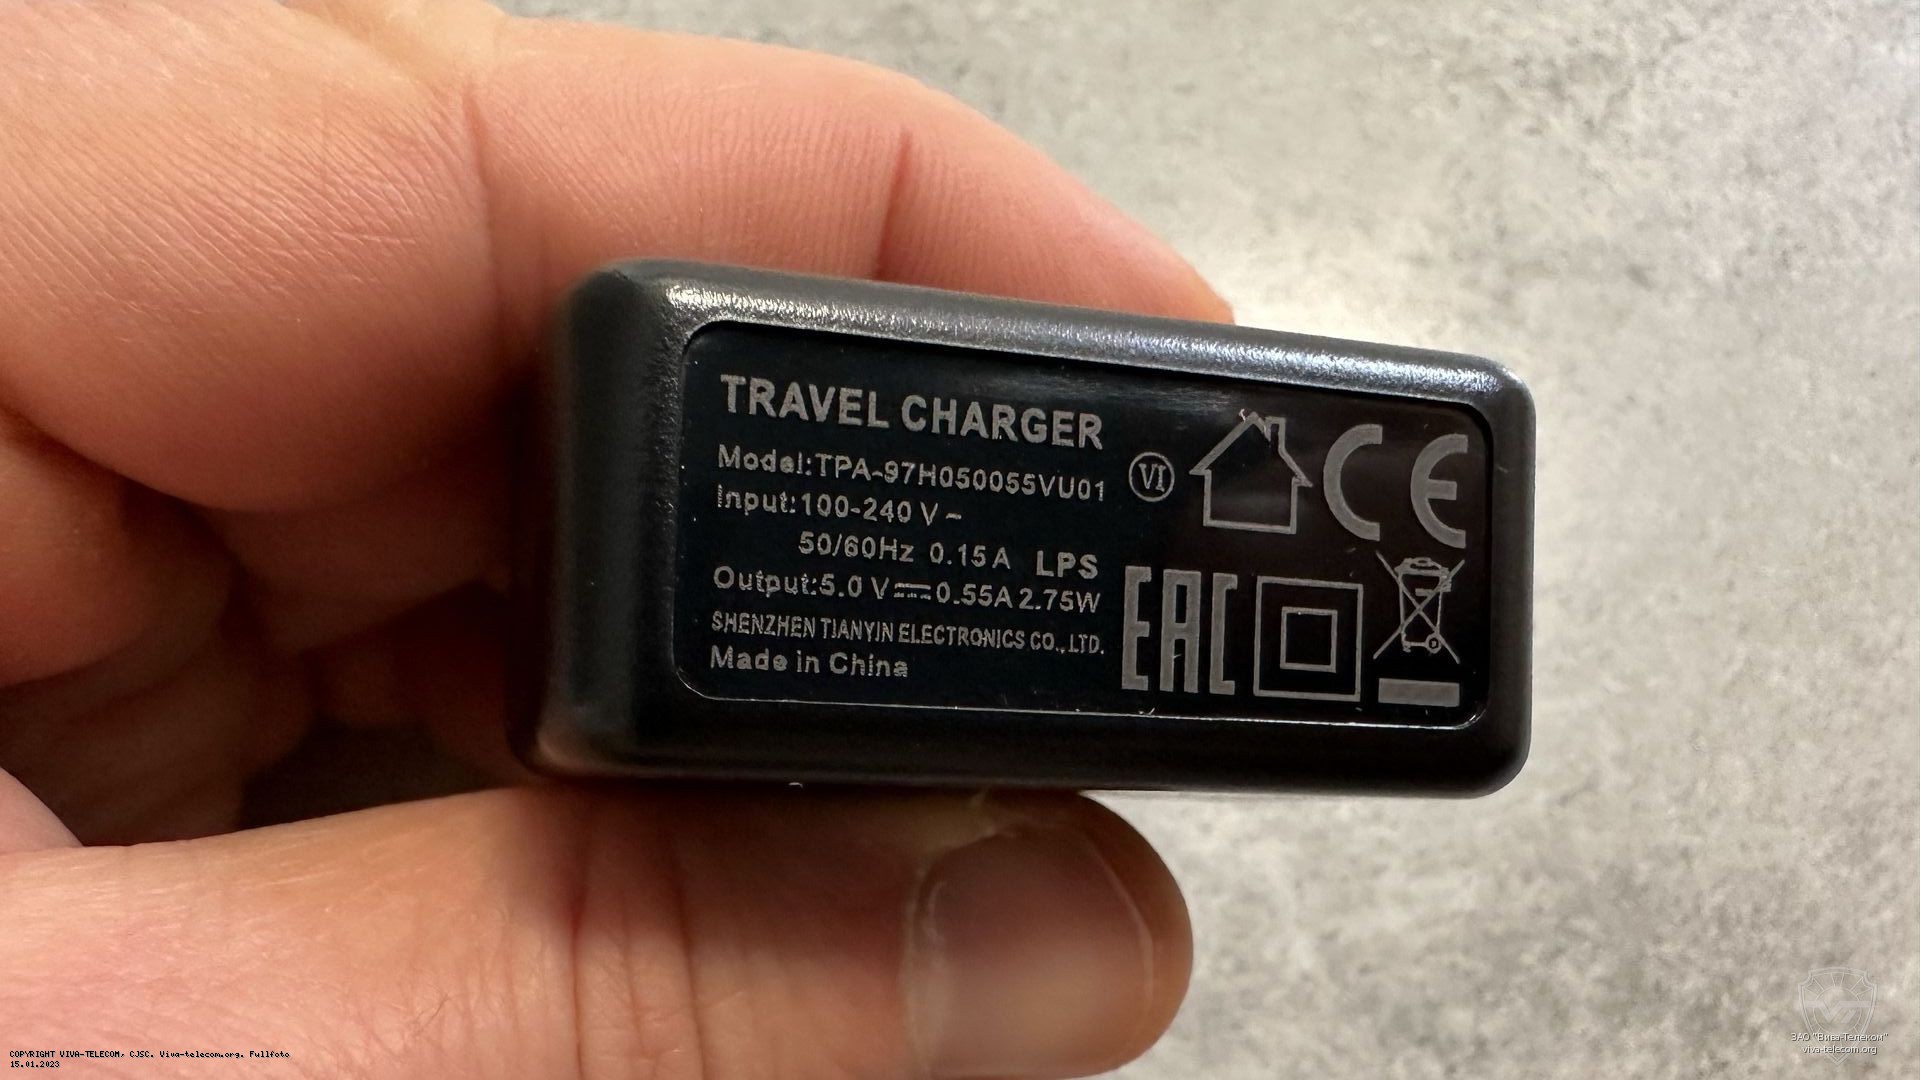 TRAVEL CHARGER
Model:TPA-97H050055VU01
VI
Input:100-240 V ~
50/60Hz 0.15A LPS
Output:5.0 V⎓0.55A 2.75W
SHENZHEN TIANYIN ELECTRONICS CO.,LTD.
Made in China
CE
EAC
COPYRIGHT VIVA-TELECOM, CJSC. Viva-telecom.org. Fullfoto
15.01.2023
ЗАО "Вива-Телеком"
viva-telecom.org